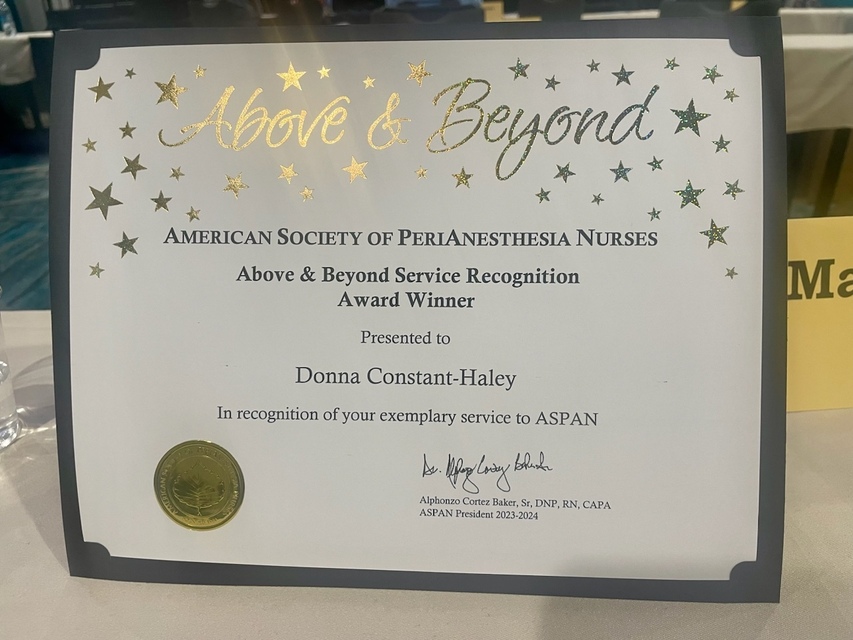 Above & Beyond
AMERICAN SOCIETY OF PERIANESTHESIA NURSES
Above & Beyond Service Recognition
Award Winner
Presented to
Donna Constant-Haley
In recognition of your exemplary service to ASPAN
Alphonzo Cortez Baker, Sr, DNP, RN, CAPA
ASPAN President 2023-2024
Ma